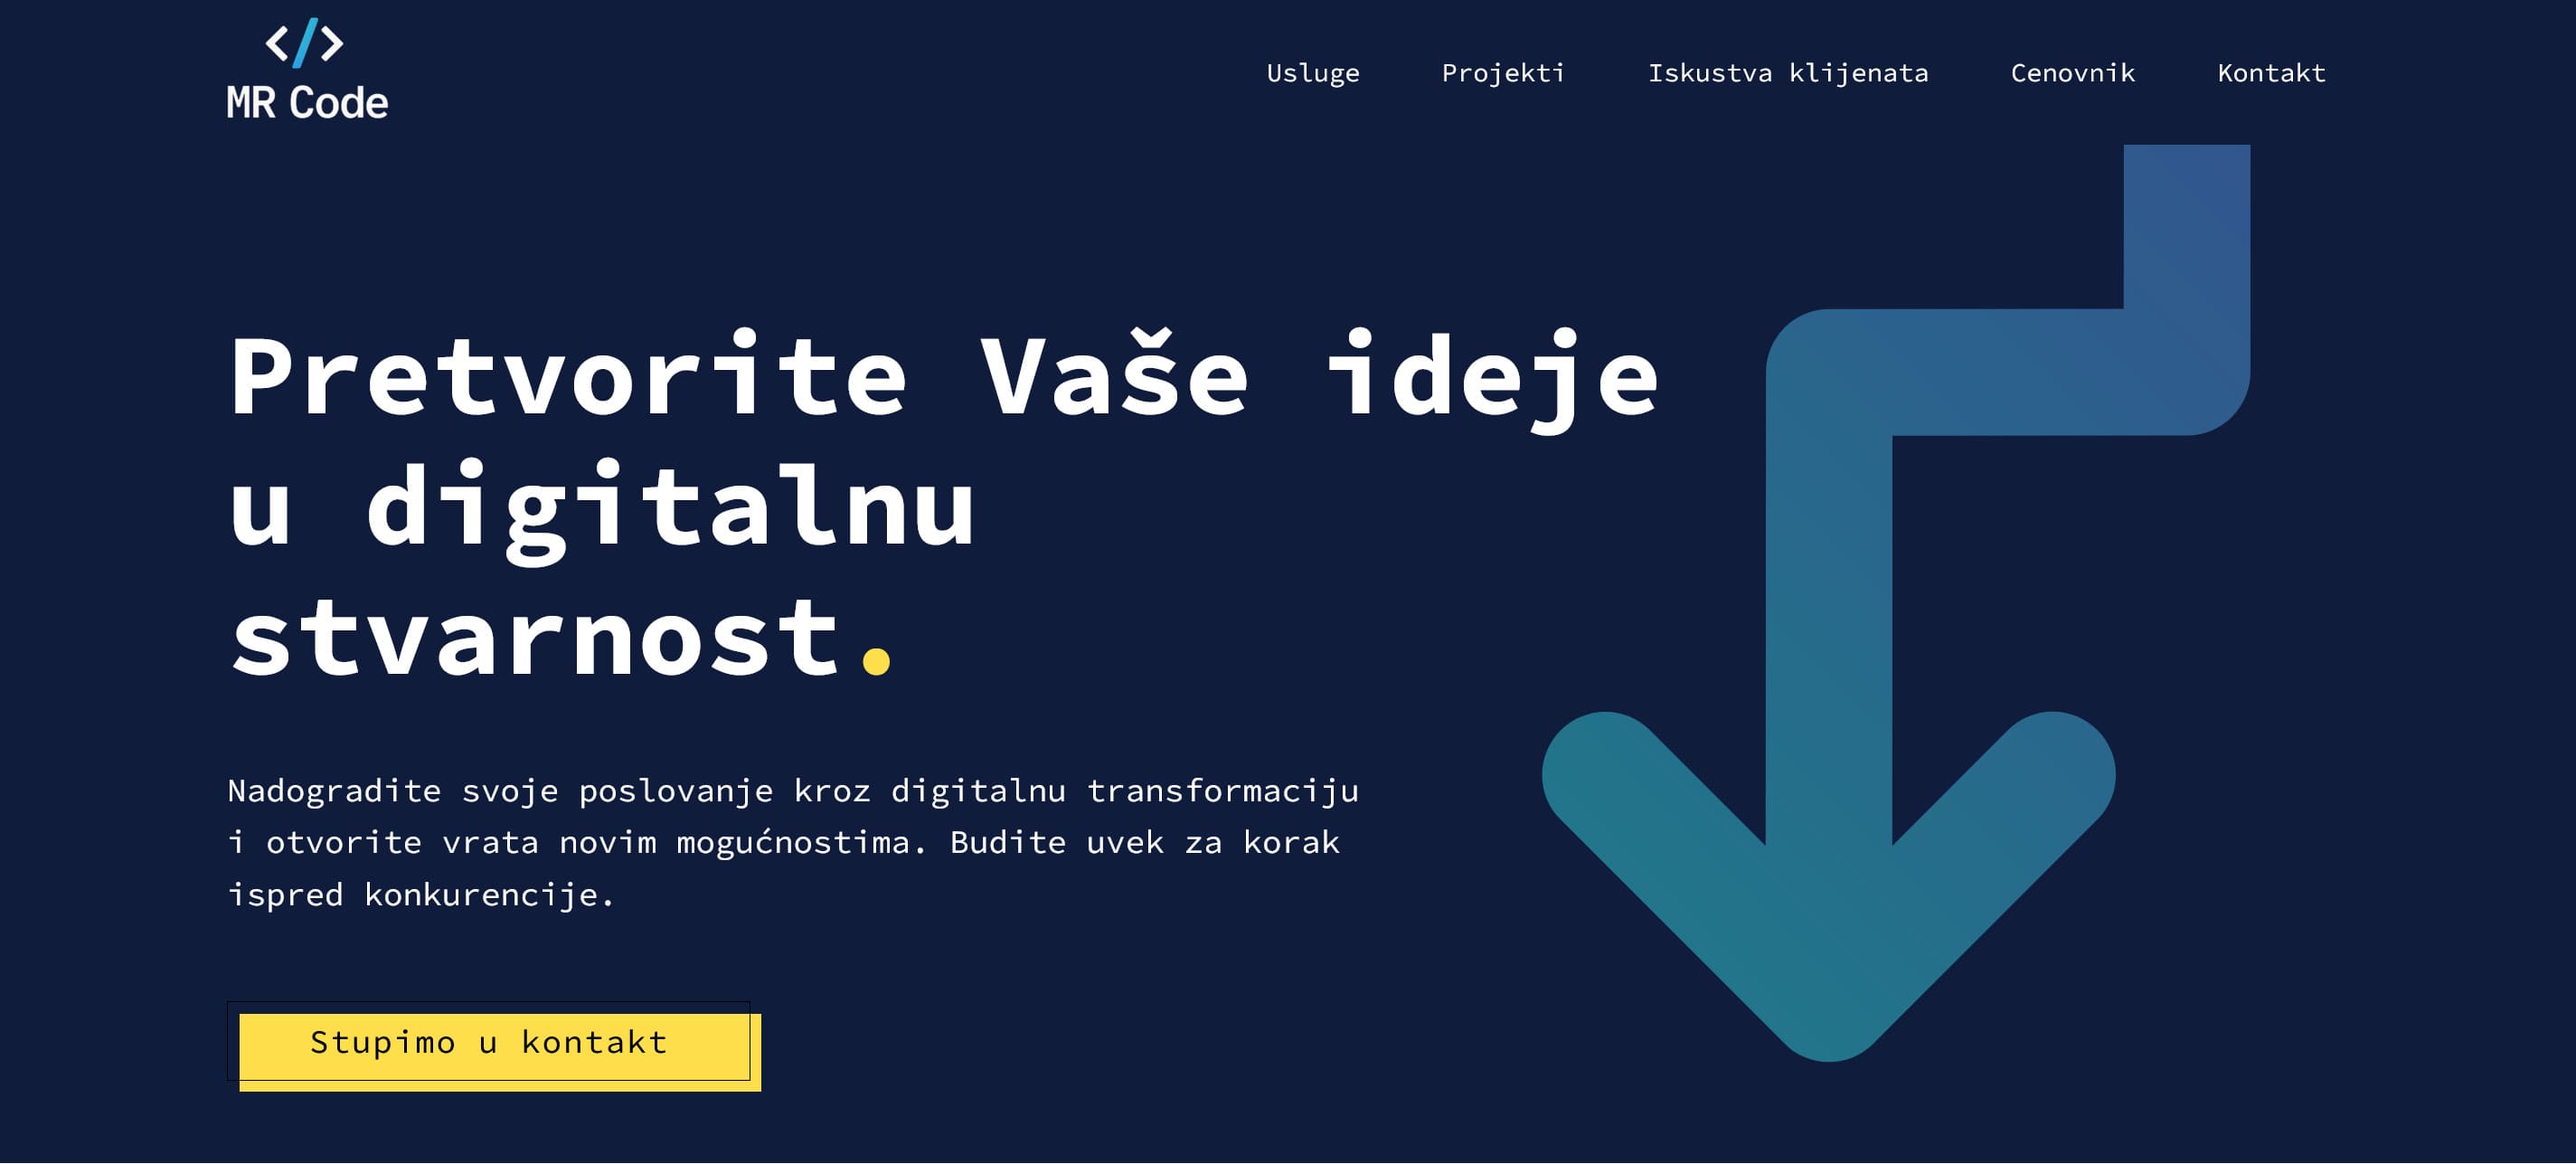 </>
MR Code
Usluge Projekti Iskustva klijenata Cenovnik Kontakt
Pretvorite Vaše ideje
u digitalnu
stvarnost.
Nadogradite svoje poslovanje kroz digitalnu transformaciju
i otvorite vrata novim mogućnostima. Budite uvek za korak
ispred konkurencije.
Stupimo u kontakt